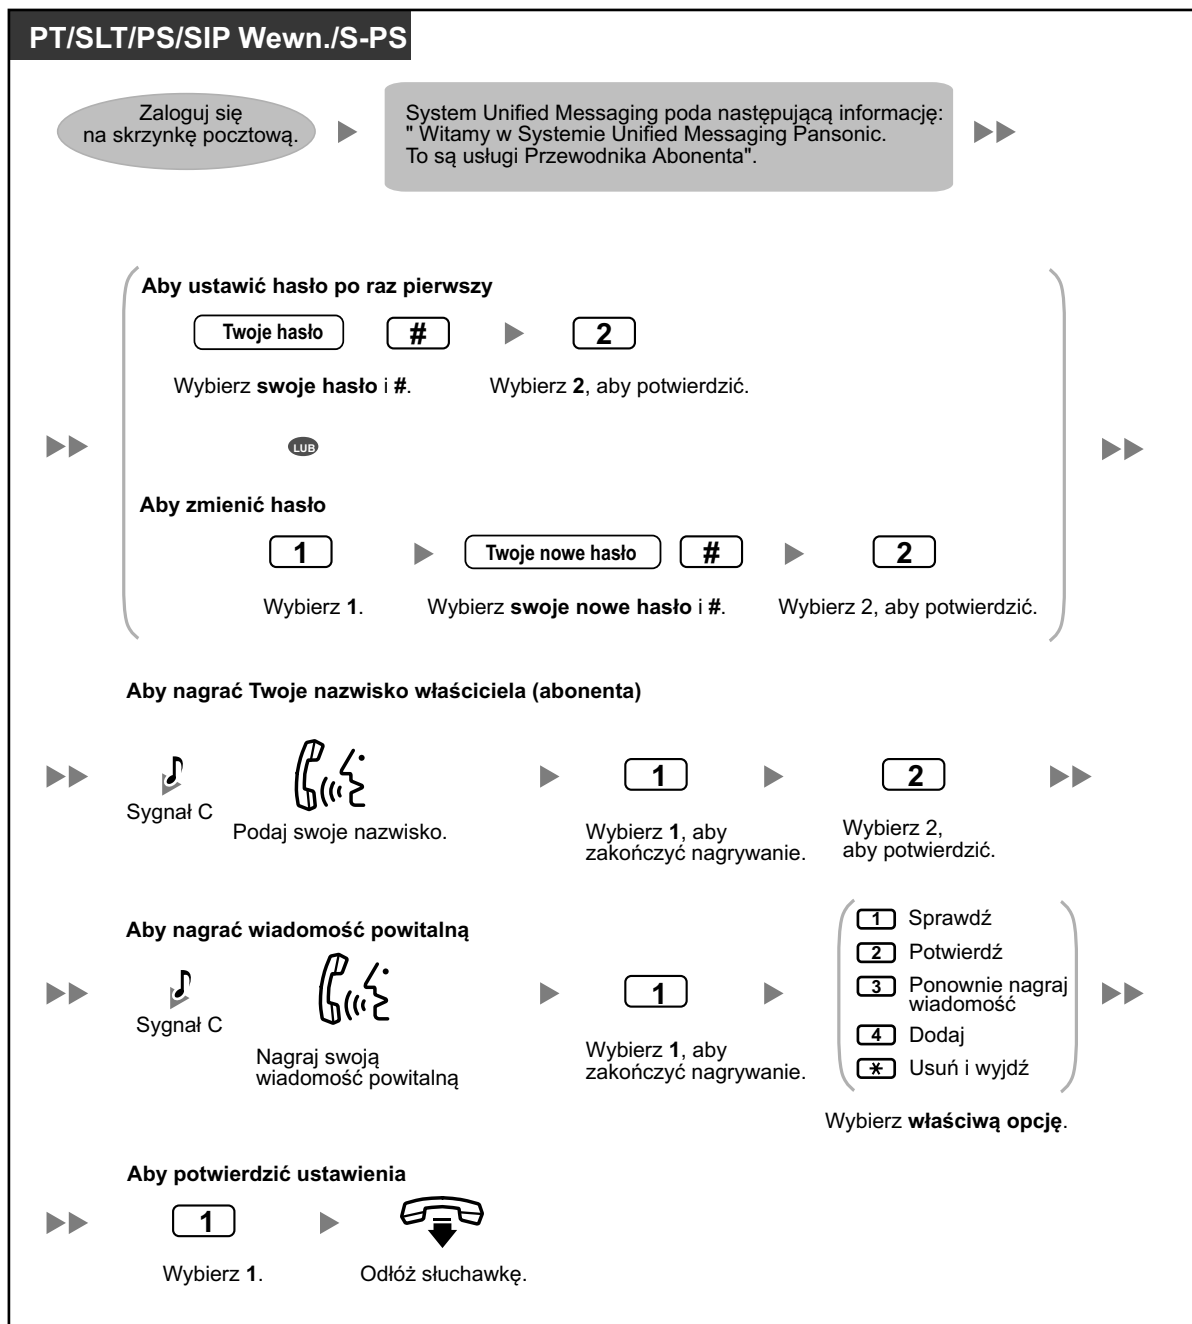 PT/SLT/PS/SIP Wewn./S-PS
Zaloguj się
na skrzynkę pocztową.
System Unified Messaging poda następującą informację:
" Witamy w Systemie Unified Messaging Pansonic.
To są usługi Przewodnika Abonenta".
Aby ustawić hasło po raz pierwszy
Twoje hasło # 2
Wybierz swoje hasło i #. Wybierz 2, aby potwierdzić.
LUB
Aby zmienić hasło
1 Twoje nowe hasło # 2
Wybierz 1. Wybierz swoje nowe hasło i #. Wybierz 2, aby potwierdzić.
Aby nagrać Twoje nazwisko właściciela (abonenta)
1 2
Sygnał C
Podaj swoje nazwisko.
Wybierz 1, aby
zakończyć nagrywanie.
Wybierz 2,
aby potwierdzić.
Aby nagrać wiadomość powitalną
Sygnał C
Nagraj swoją
wiadomość powitalną
1
Wybierz 1, aby
zakończyć nagrywanie.
1 Sprawdź
2 Potwierdź
3 Ponownie nagraj
wiadomość
4 Dodaj
* Usuń i wyjdź
Wybierz właściwą opcję.
Aby potwierdzić ustawienia
1
Wybierz 1. Odłóż słuchawkę.